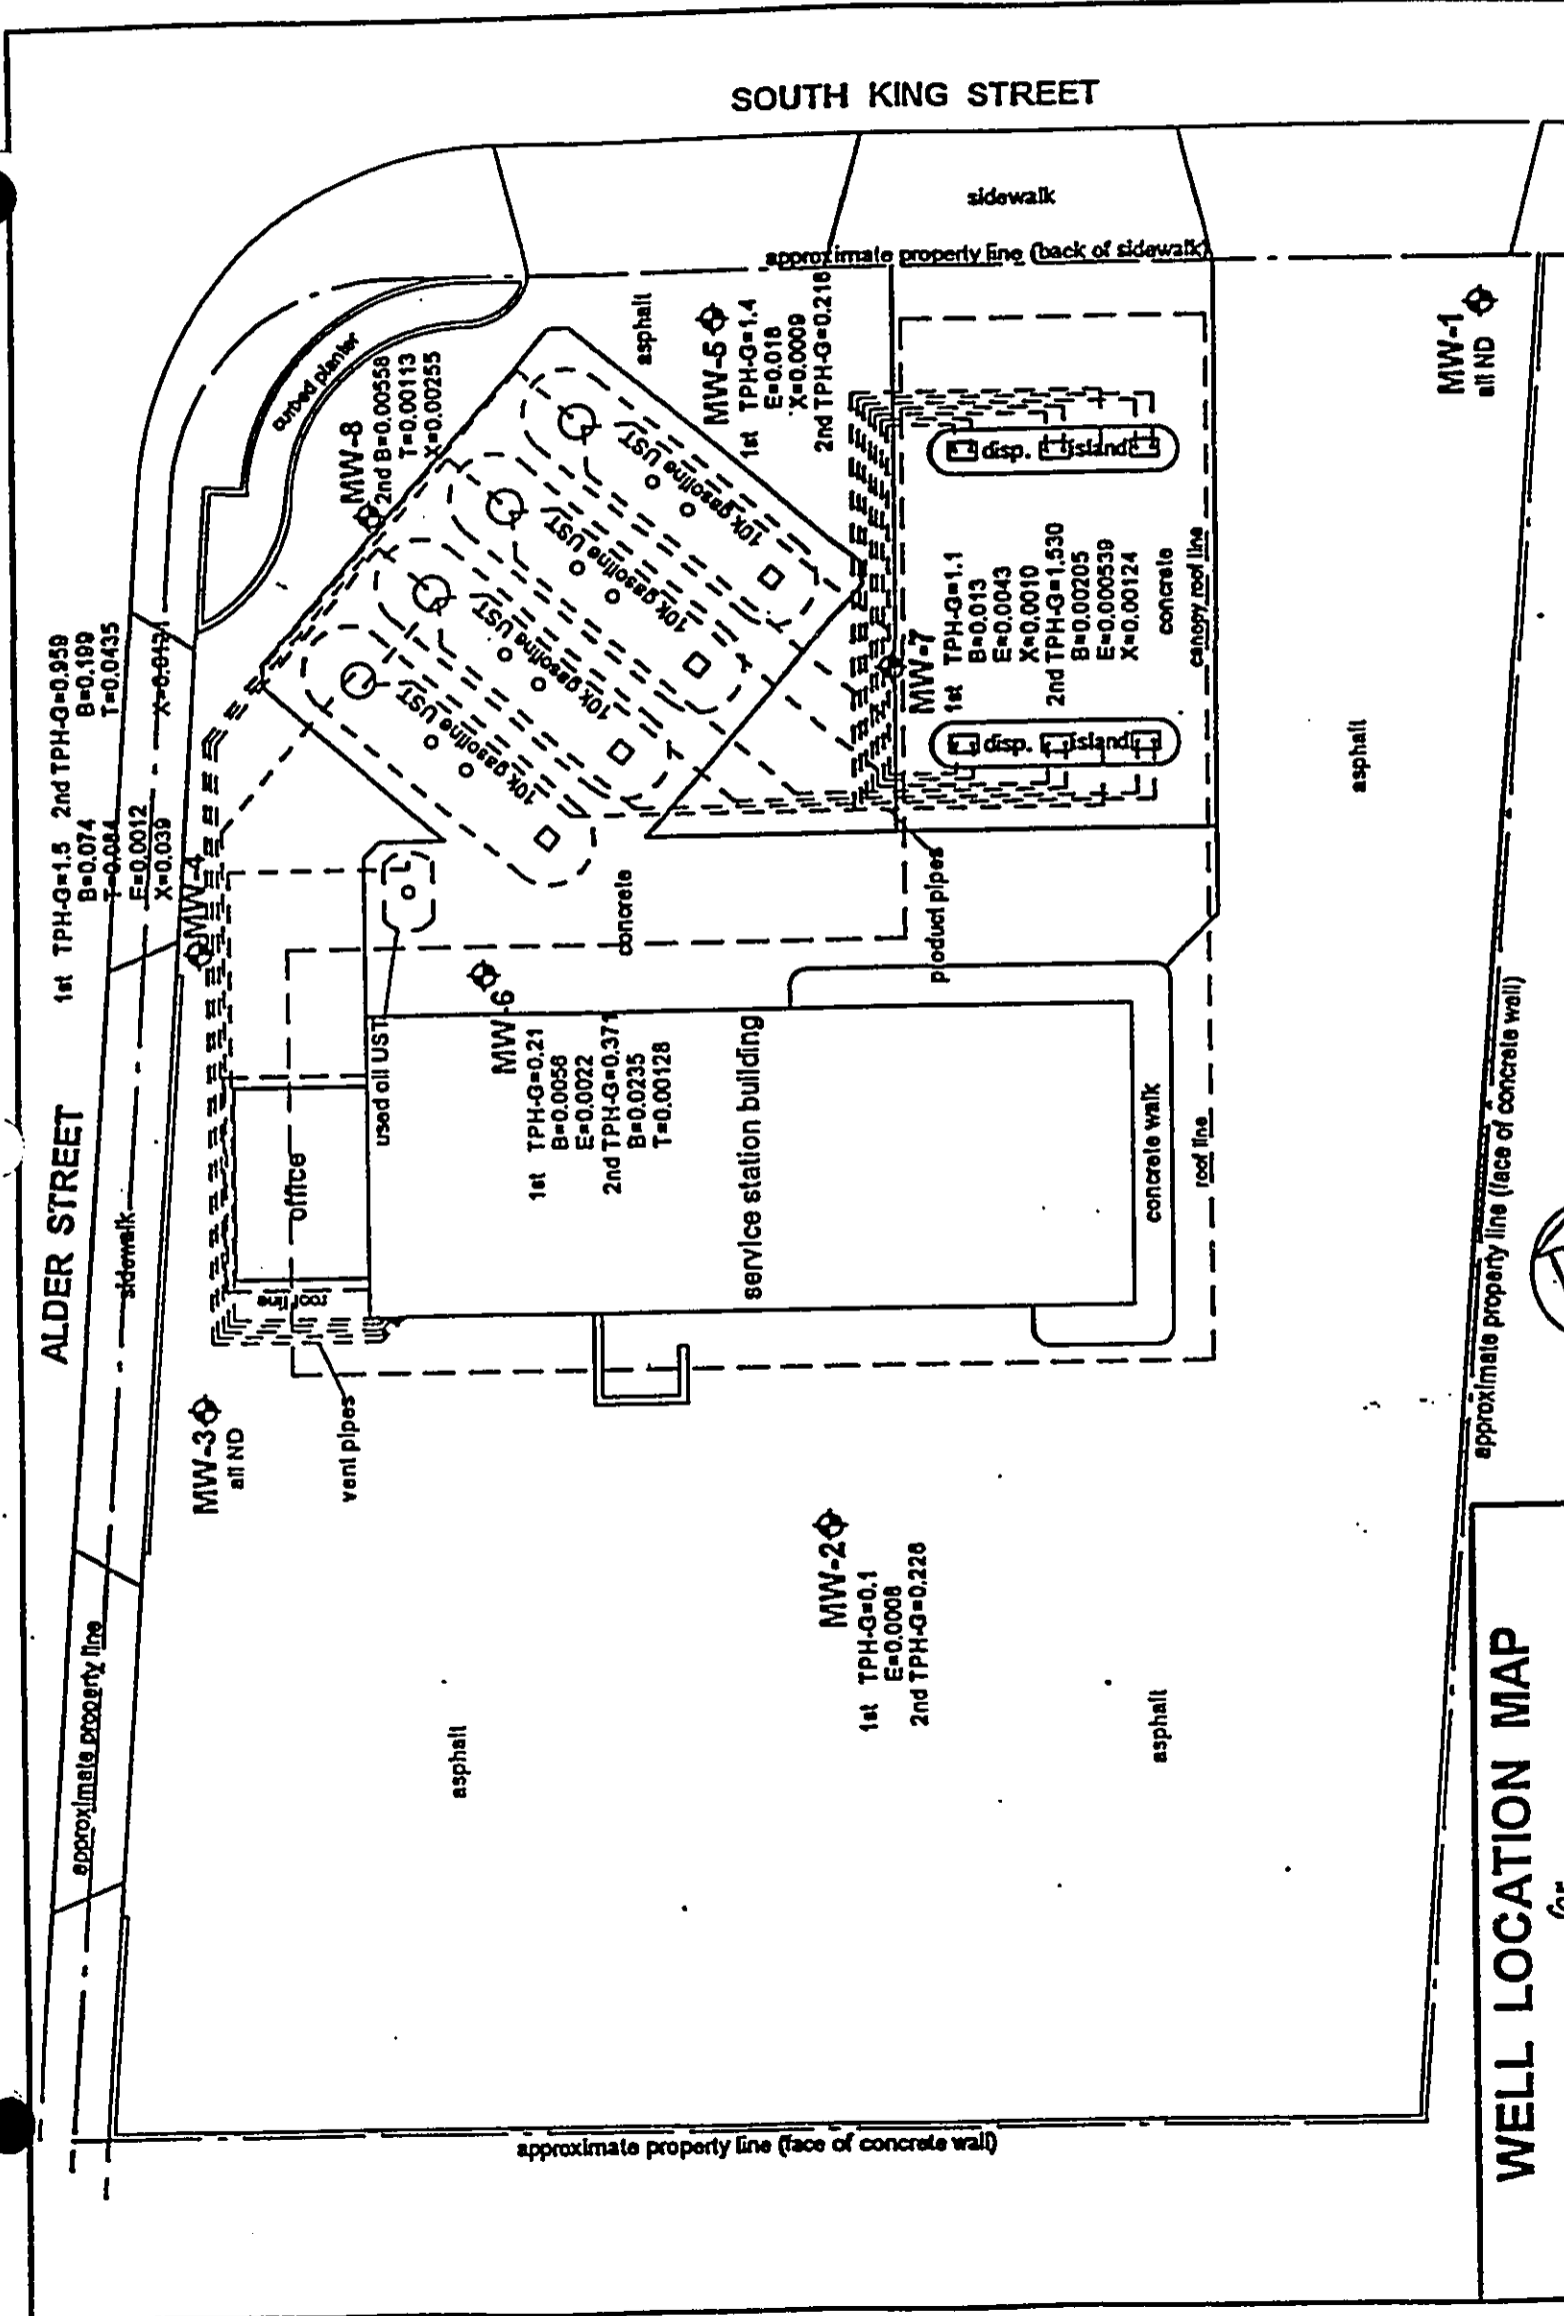 SOUTH KING STREET
sidewalk
approximate property line (back of sidewalk)
ALDER STREET
sidewalk
approximate property line
curbed planter
MW-8
2nd B=0.00558
T=0.00113
X=0.00255
asphalt
MW-5
1st TPH-G=1.4
E=0.018
X=0.0009
2nd TPH-G=0.216
10k gasoline UST
10k gasoline UST
10k gasoline UST
10k gasoline UST
1st TPH-G=1.5 2nd TPH-G=0.959
B=0.074 B=0.199
T=0.084 T=0.0435
E=0.0012
X=0.039
MW-4
disp. island
disp. island
MW-7
1st TPH-G=1.1
B=0.013
E=0.0043
X=0.0010
2nd TPH-G=1.530
B=0.00205
E=0.000539
X=0.00124
concrete
canopy roof line
MW-1
all ND
asphalt
product pipes
concrete
used oil UST
MW-6
1st TPH-G=0.21
B=0.0056
E=0.0022
2nd TPH-G=0.371
B=0.0235
T=0.00128
office
service station building
concrete walk
roof line
approximate property line (face of concrete wall)
vent pipes
MW-3
all ND
MW-2
1st TPH-G=0.1
E=0.0008
2nd TPH-G=0.228
asphalt
asphalt
approximate property line (face of concrete wall)
WELL LOCATION MAP
for